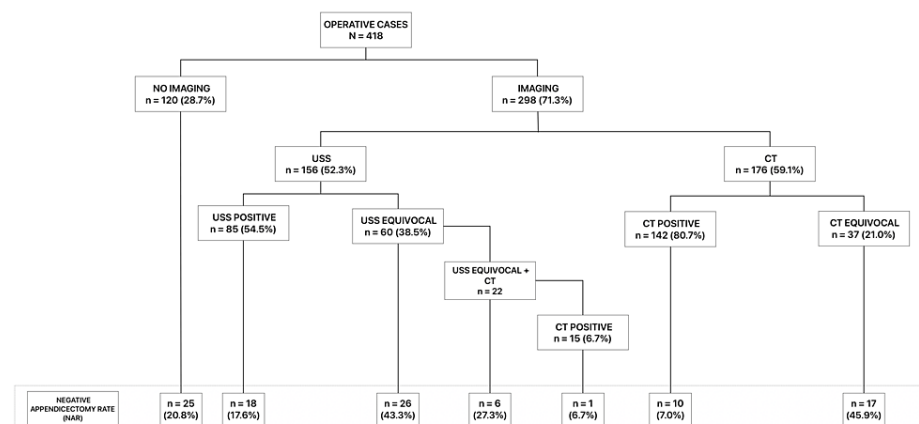 OPERATIVE CASES
N = 418
NO IMAGING
n = 120 (28.7%)
IMAGING
n = 298 (71.3%)
USS
n = 156 (52.3%)
CT
n = 176 (59.1%)
USS POSITIVE
n = 85 (54.5%)
USS EQUIVOCAL
n = 60 (38.5%)
CT POSITIVE
n = 142 (80.7%)
CT EQUIVOCAL
n = 37 (21.0%)
USS EQUIVOCAL +
CT
n = 22
CT POSITIVE
n = 15 (6.7%)
NEGATIVE
APPENDICECTOMY RATE
(NAR)
n = 25
(20.8%)
n = 18
(17.6%)
n = 26
(43.3%)
n = 6
(27.3%)
n = 1
(6.7%)
n = 10
(7.0%)
n = 17
(45.9%)